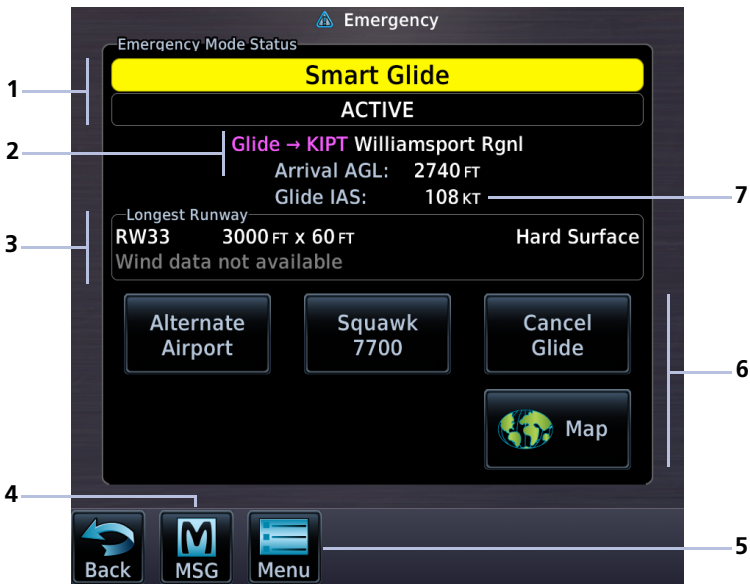 Emergency
Emergency Mode Status
1
Smart Glide
ACTIVE
2
Glide → KIPT Williamsport Rgnl
Arrival AGL: 2740 FT
Glide IAS: 108 KT
7
Longest Runway
3
RW33 3000 FT x 60 FT Hard Surface
Wind data not available
Alternate Airport
Squawk 7700
Cancel Glide
6
Map
4
Back
MSG
Menu
5